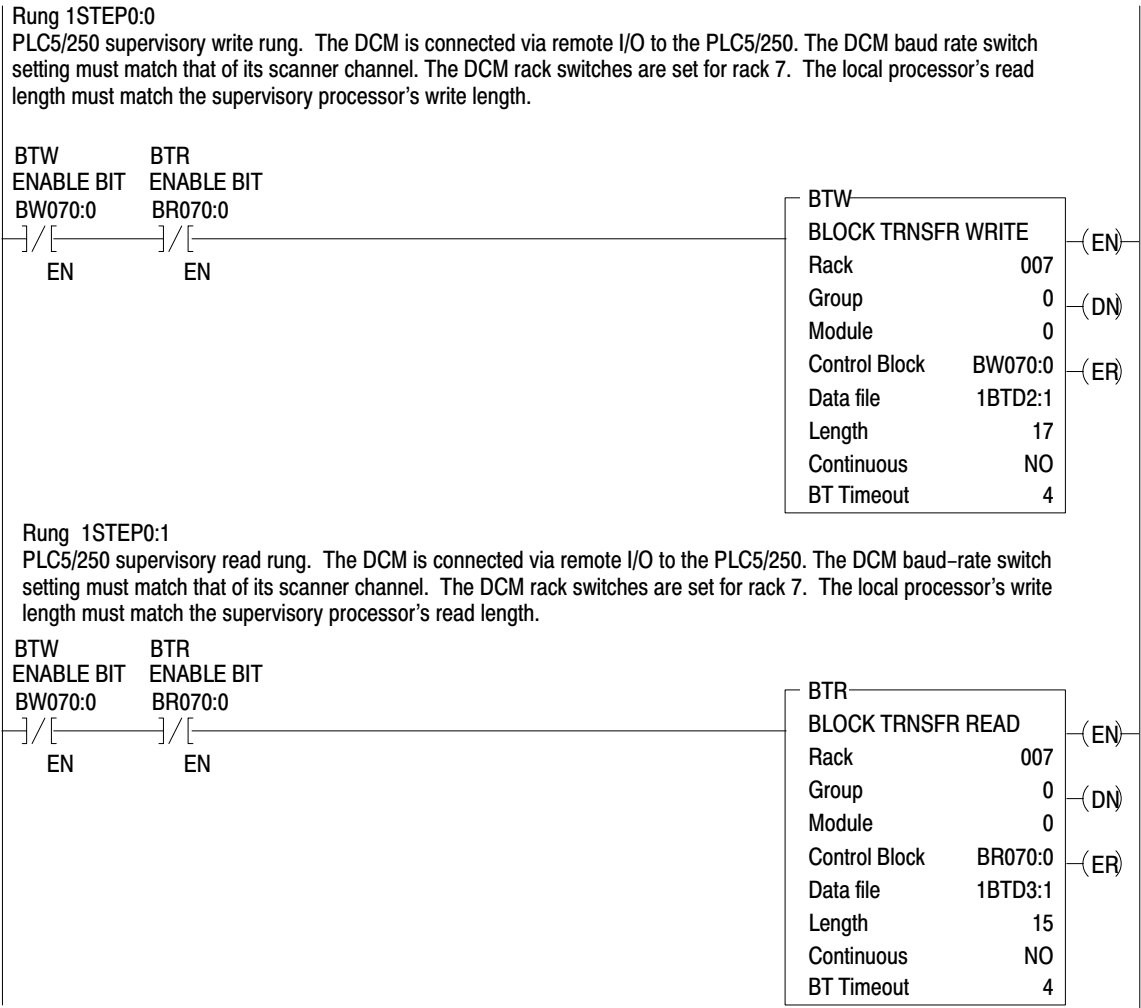 Rung 1STEP0:0
PLC5/250 supervisory write rung. The DCM is connected via remote I/O to the PLC5/250. The DCM baud rate switch
setting must match that of its scanner channel. The DCM rack switches are set for rack 7. The local processor's read
length must match the supervisory processor's write length.
BTW BTR
ENABLE BIT ENABLE BIT
BW070:0 BR070:0
EN EN
BTW
BLOCK TRNSFR WRITE
Rack 007
Group 0
Module 0
Control Block BW070:0
Data file 1BTD2:1
Length 17
Continuous NO
BT Timeout 4
EN
DN
ER
Rung 1STEP0:1
PLC5/250 supervisory read rung. The DCM is connected via remote I/O to the PLC5/250. The DCM baud-rate switch
setting must match that of its scanner channel. The DCM rack switches are set for rack 7. The local processor's write
length must match the supervisory processor's read length.
BTW BTR
ENABLE BIT ENABLE BIT
BW070:0 BR070:0
EN EN
BTR
BLOCK TRNSFR READ
Rack 007
Group 0
Module 0
Control Block BR070:0
Data file 1BTD3:1
Length 15
Continuous NO
BT Timeout 4
EN
DN
ER